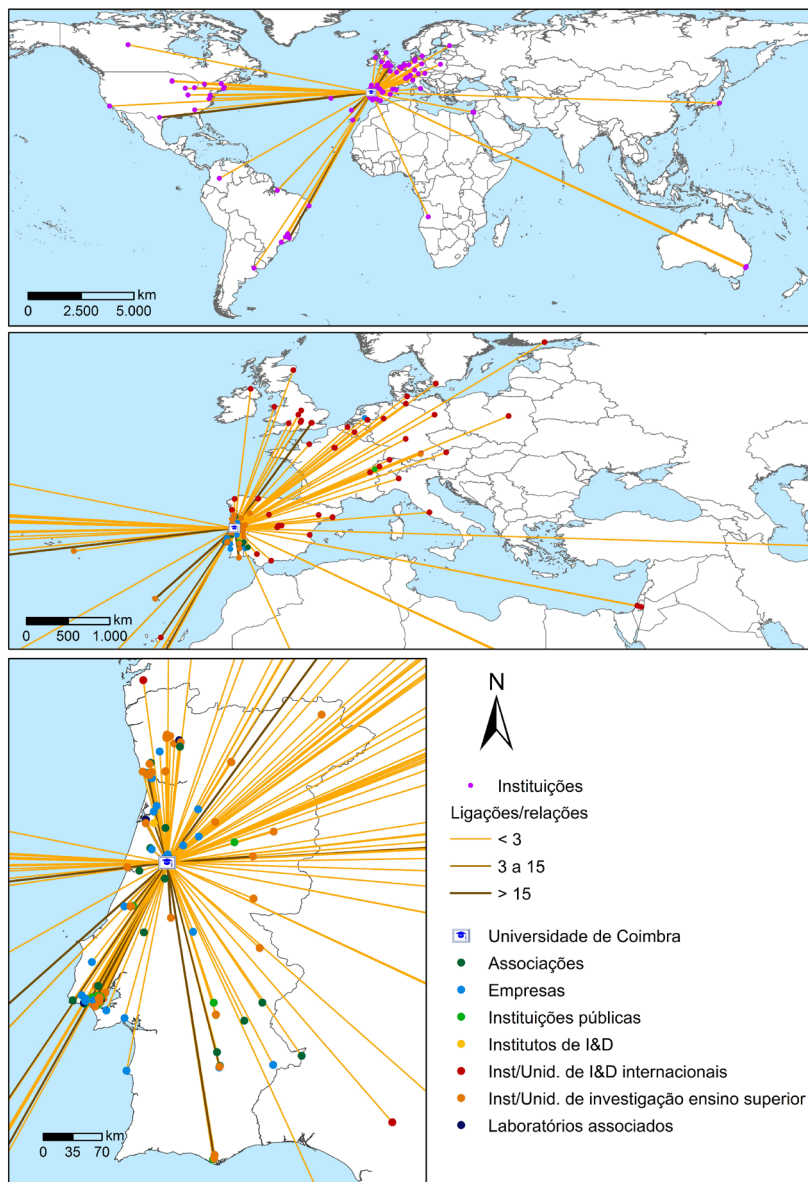 km
0 2.500 5.000
km
0 500 1.000
N
Instituições
Ligações/relações
< 3
3 a 15
> 15
Universidade de Coimbra
Associações
Empresas
Instituições públicas
Institutos de I&D
Inst/Unid. de I&D internacionais
Inst/Unid. de investigação ensino superior
Laboratórios associados
km
0 35 70